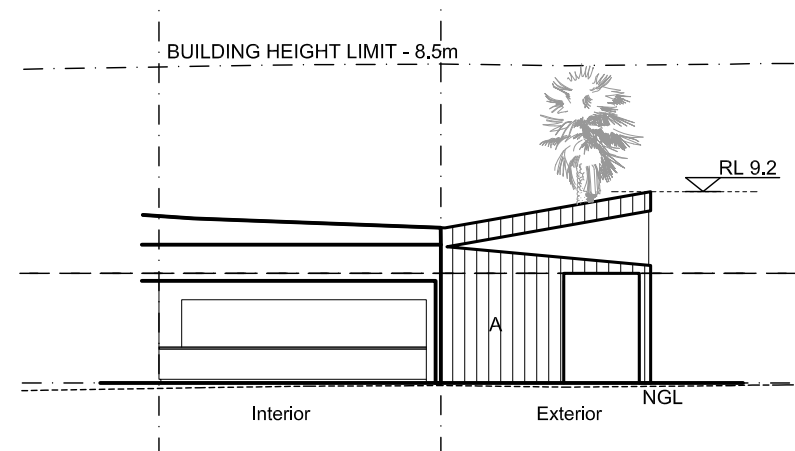 BUILDING HEIGHT LIMIT - 8.5m
RL 9.2
A
NGL
Interior
Exterior